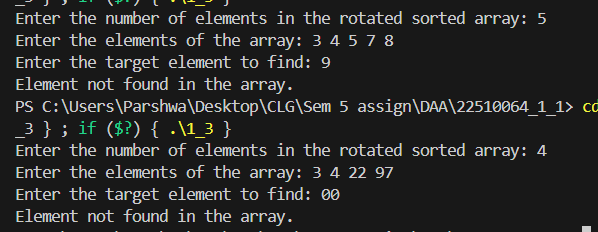 _3 } ; if ($?) { .\1_3 }
Enter the number of elements in the rotated sorted array: 5
Enter the elements of the array: 3 4 5 7 8
Enter the target element to find: 9
Element not found in the array.
PS C:\Users\Parshwa\Desktop\CLG\Sem 5 assign\DAA\22510064_1_1> cd
_3 } ; if ($?) { .\1_3 }
Enter the number of elements in the rotated sorted array: 4
Enter the elements of the array: 3 4 22 97
Enter the target element to find: 00
Element not found in the array.